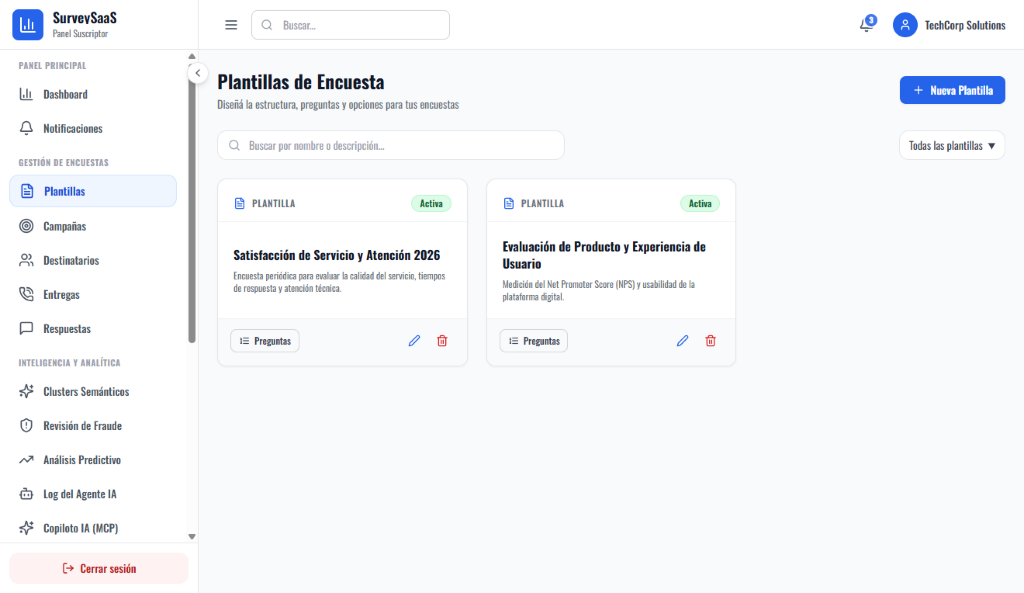 SurveySaaS
Panel Suscriptor
Buscar...
3
TechCorp Solutions
PANEL PRINCIPAL
Dashboard
Notificaciones
GESTIÓN DE ENCUESTAS
Plantillas
Campañas
Destinatarios
Entregas
Respuestas
INTELIGENCIA Y ANALÍTICA
Clusters Semánticos
Revisión de Fraude
Análisis Predictivo
Log del Agente IA
Copiloto IA (MCP)
Cerrar sesión
Plantillas de Encuesta
Diseñá la estructura, preguntas y opciones para tus encuestas
+ Nueva Plantilla
Buscar por nombre o descripción...
Todas las plantillas ▼
PLANTILLA
Activa
Satisfacción de Servicio y Atención 2026
Encuesta periódica para evaluar la calidad del servicio, tiempos
de respuesta y atención técnica.
Preguntas
PLANTILLA
Activa
Evaluación de Producto y Experiencia de
Usuario
Medición del Net Promoter Score (NPS) y usabilidad de la
plataforma digital.
Preguntas